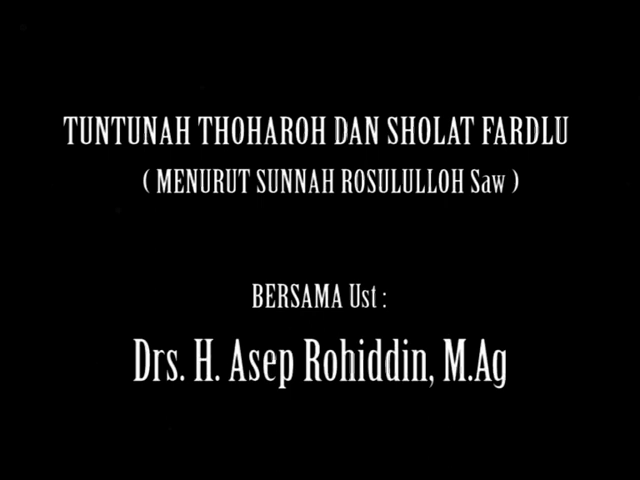 TUNTUNAH THOHAROH DAN SHOLAT FARDLU
( MENURUT SUNNAH ROSULULLOH Saw )
BERSAMA Ust :
Drs. H. Asep Rohiddin, M.Ag